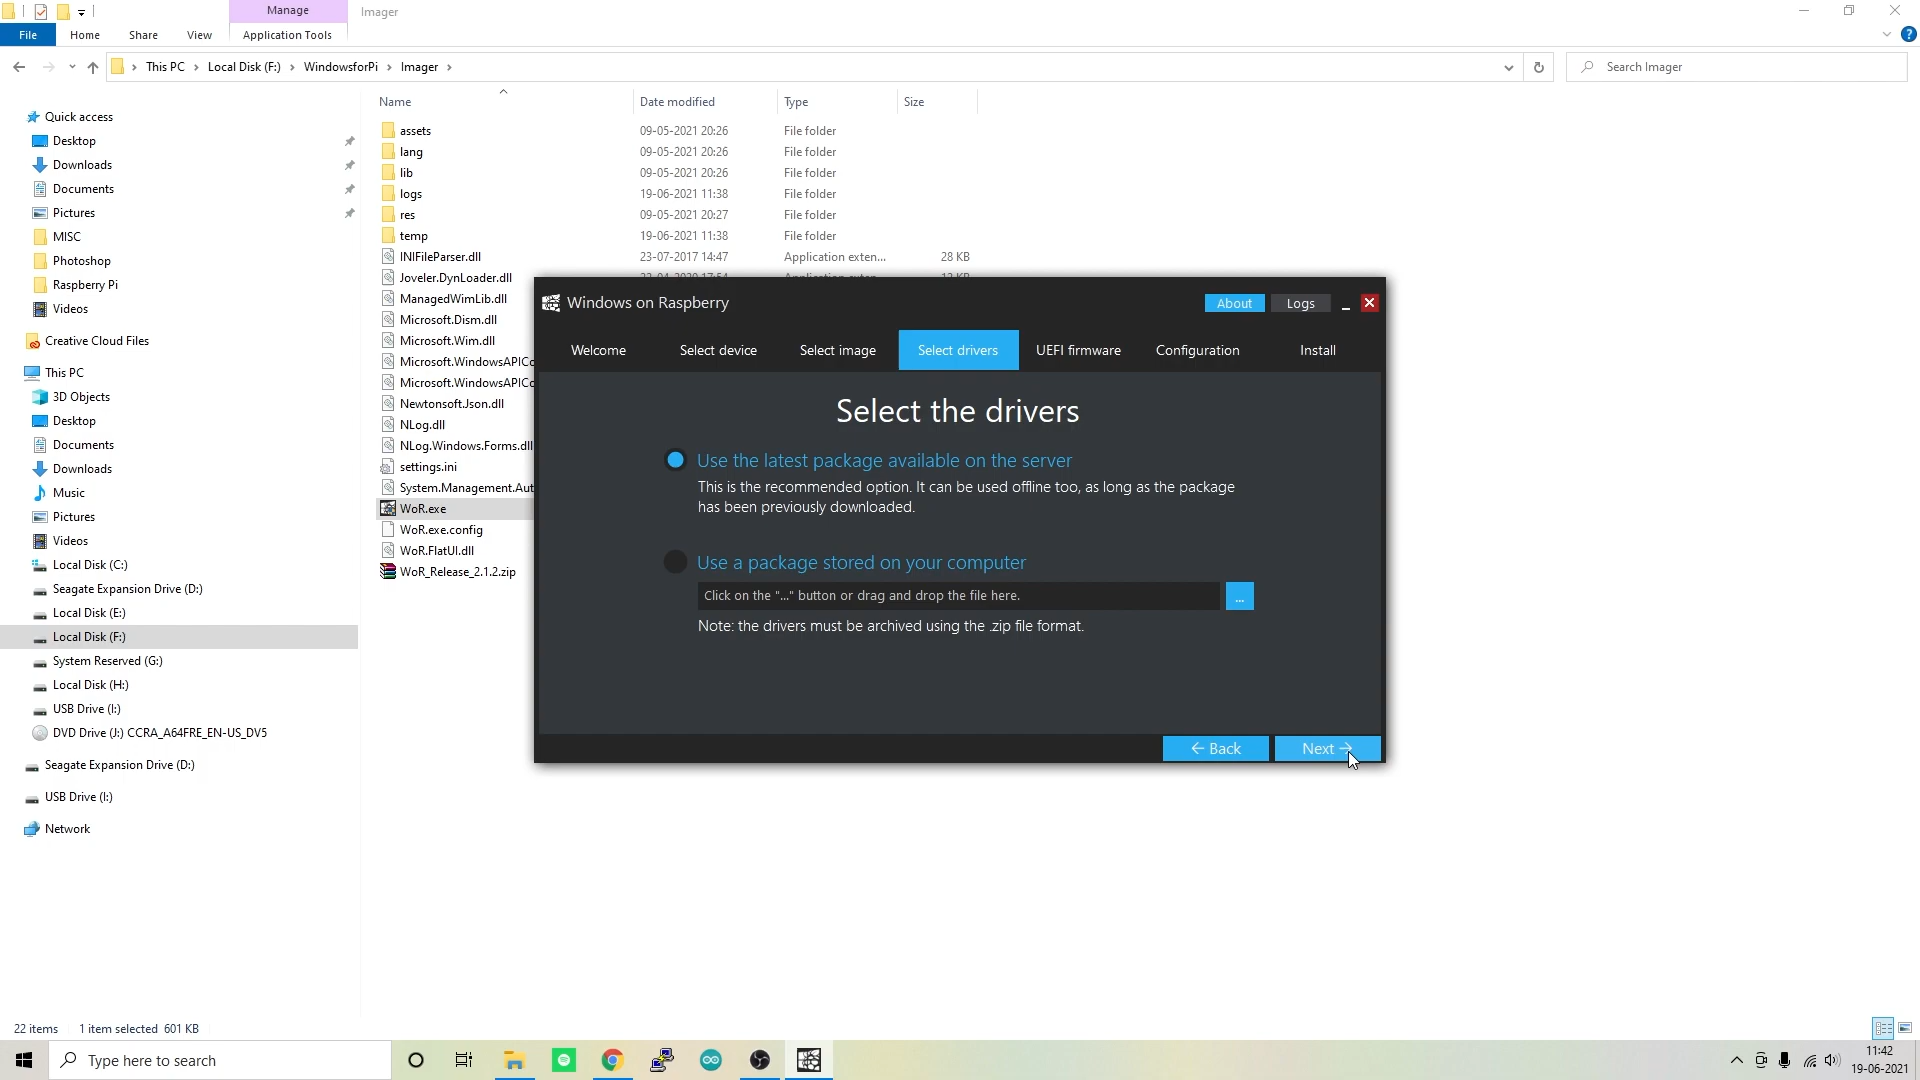 Manage
Imager
File
Home
Share
View
Application Tools
This PC
Local Disk (F:)
WindowsforPi
Imager
Search Imager
Name
Date modified
Type
Size
Quick access
Desktop
Downloads
Documents
Pictures
MISC
Photoshop
Raspberry Pi
Videos
Creative Cloud Files
This PC
3D Objects
Desktop
Documents
Downloads
Music
Pictures
Videos
Local Disk (C:)
Seagate Expansion Drive (D:)
Local Disk (E:)
Local Disk (F:)
System Reserved (G:)
Local Disk (H:)
USB Drive (I:)
DVD Drive (J:) CCRA_A64FRE_EN-US_DV5
Seagate Expansion Drive (D:)
USB Drive (I:)
Network
assets 09-05-2021 20:26 File folder
lang 09-05-2021 20:26 File folder
lib 09-05-2021 20:26 File folder
logs 19-06-2021 11:38 File folder
res 09-05-2021 20:27 File folder
temp 19-06-2021 11:38 File folder
INIFileParser.dll 23-07-2017 14:47 Application exten... 28 KB
Joveler.DynLoader.dll
ManagedWimLib.dll
Microsoft.Dism.dll
Microsoft.Wim.dll
Microsoft.WindowsAPICo
Microsoft.WindowsAPICo
Newtonsoft.Json.dll
NLog.dll
NLog.Windows.Forms.dll
settings.ini
System.Management.Aut
WoR.exe
WoR.exe.config
WoR.FlatUI.dll
WoR_Release_2.1.2.zip
Windows on Raspberry
About
Logs
Welcome
Select device
Select image
Select drivers
UEFI firmware
Configuration
Install
Select the drivers
Use the latest package available on the server
This is the recommended option. It can be used offline too, as long as the package
has been previously downloaded.
Use a package stored on your computer
Click on the "..." button or drag and drop the file here.
...
Note: the drivers must be archived using the .zip file format.
← Back
Next →
22 items
1 item selected 601 KB
Type here to search
11:42
19-06-2021